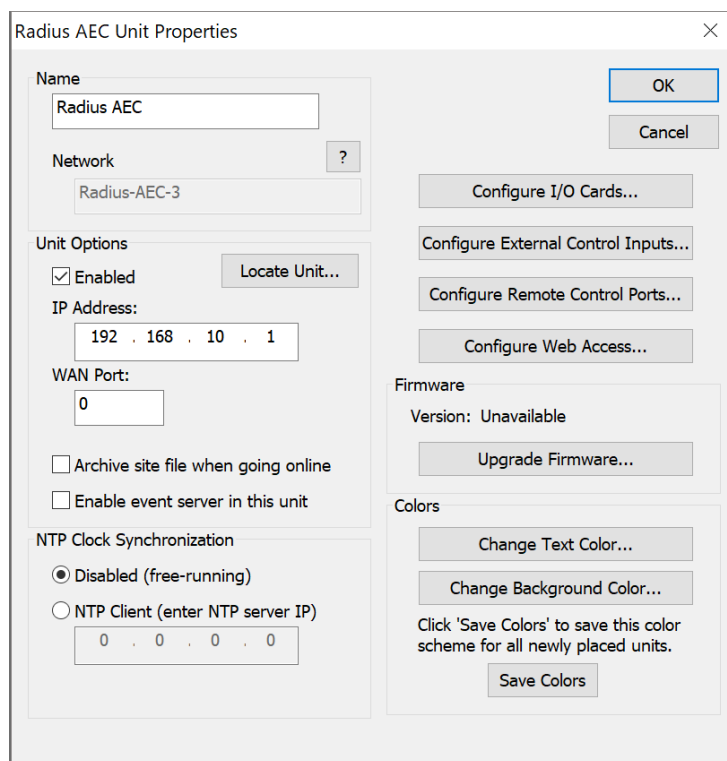 Radius AEC Unit Properties
Name
Radius AEC
Network
?
Radius-AEC-3
Unit Options
Enabled
Locate Unit...
IP Address:
192 . 168 . 10 . 1
WAN Port:
0
Archive site file when going online
Enable event server in this unit
NTP Clock Synchronization
Disabled (free-running)
NTP Client (enter NTP server IP)
0 . 0 . 0 . 0
OK
Cancel
Configure I/O Cards...
Configure External Control Inputs...
Configure Remote Control Ports...
Configure Web Access...
Firmware
Version: Unavailable
Upgrade Firmware...
Colors
Change Text Color...
Change Background Color...
Click 'Save Colors' to save this color
scheme for all newly placed units.
Save Colors